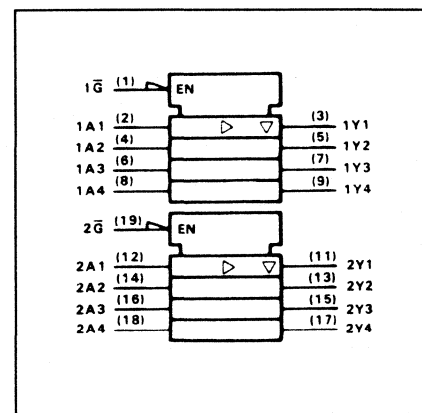 1G̅ (1) EN
1A1 (2) ▷ ▽ (3) 1Y1
1A2 (4) (5) 1Y2
1A3 (6) (7) 1Y3
1A4 (8) (9) 1Y4
2G̅ (19) EN
2A1 (12) ▷ ▽ (11) 2Y1
2A2 (14) (13) 2Y2
2A3 (16) (15) 2Y3
2A4 (18) (17) 2Y4